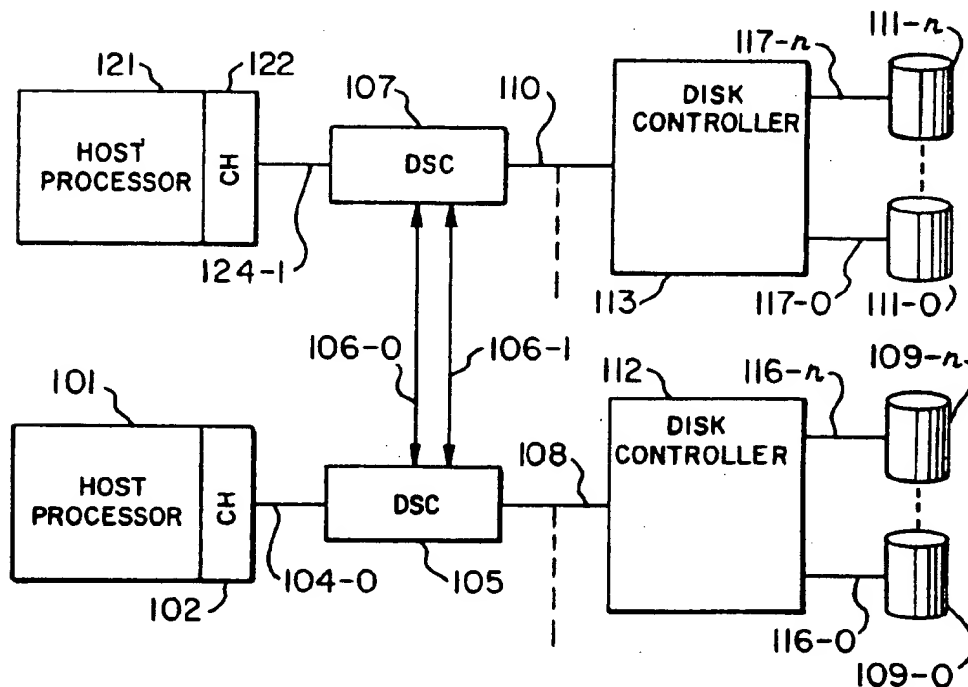 121
122
107
110
117-n
111-n
HOST
PROCESSOR
CH
DSC
DISK
CONTROLLER
124-1
113
117-0
111-0
106-0
106-1
101
112
116-n
109-n
HOST
PROCESSOR
CH
DSC
108
DISK
CONTROLLER
102
104-0
105
116-0
109-0